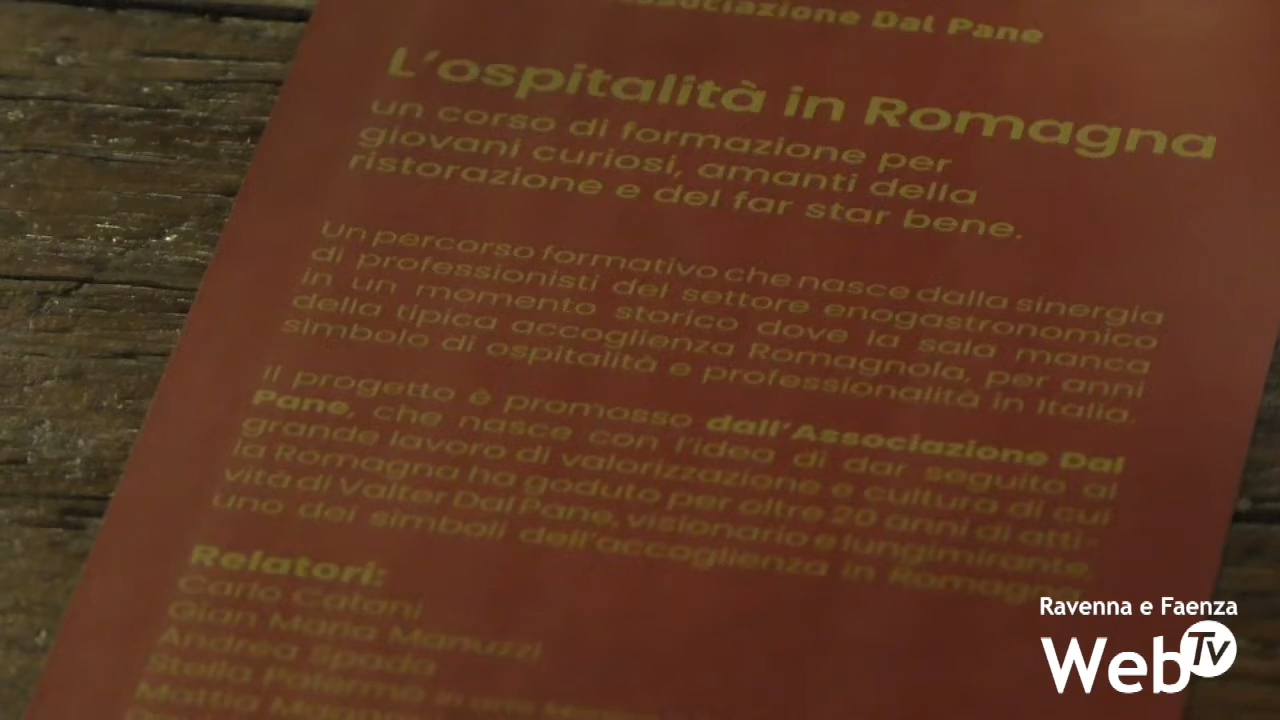 Associazione Dal Pane
L'ospitalità in Romagna
un corso di formazione per
giovani curiosi, amanti della
ristorazione e del far star bene.
Un percorso formativo che nasce dalla sinergia
di professionisti del settore enogastronomico
in un momento storico dove la sala manca
della tipica accoglienza Romagnola, per anni
simbolo di ospitalità e professionalità in Italia.
Il progetto è promosso dall'Associazione Dal
Pane, che nasce con l'idea di dar seguito al
grande lavoro di valorizzazione e cultura di cui
la Romagna ha goduto per oltre 20 anni di atti-
vità di Valter Dal Pane, visionario e lungimirante,
uno dei simboli dell'accoglienza in Romagna.
Relatori:
Carlo Catani
Gian Maria Manuzzi
Andrea Spada
Stella Palermo in arte
Mattia
Ravenna e Faenza
WebTv